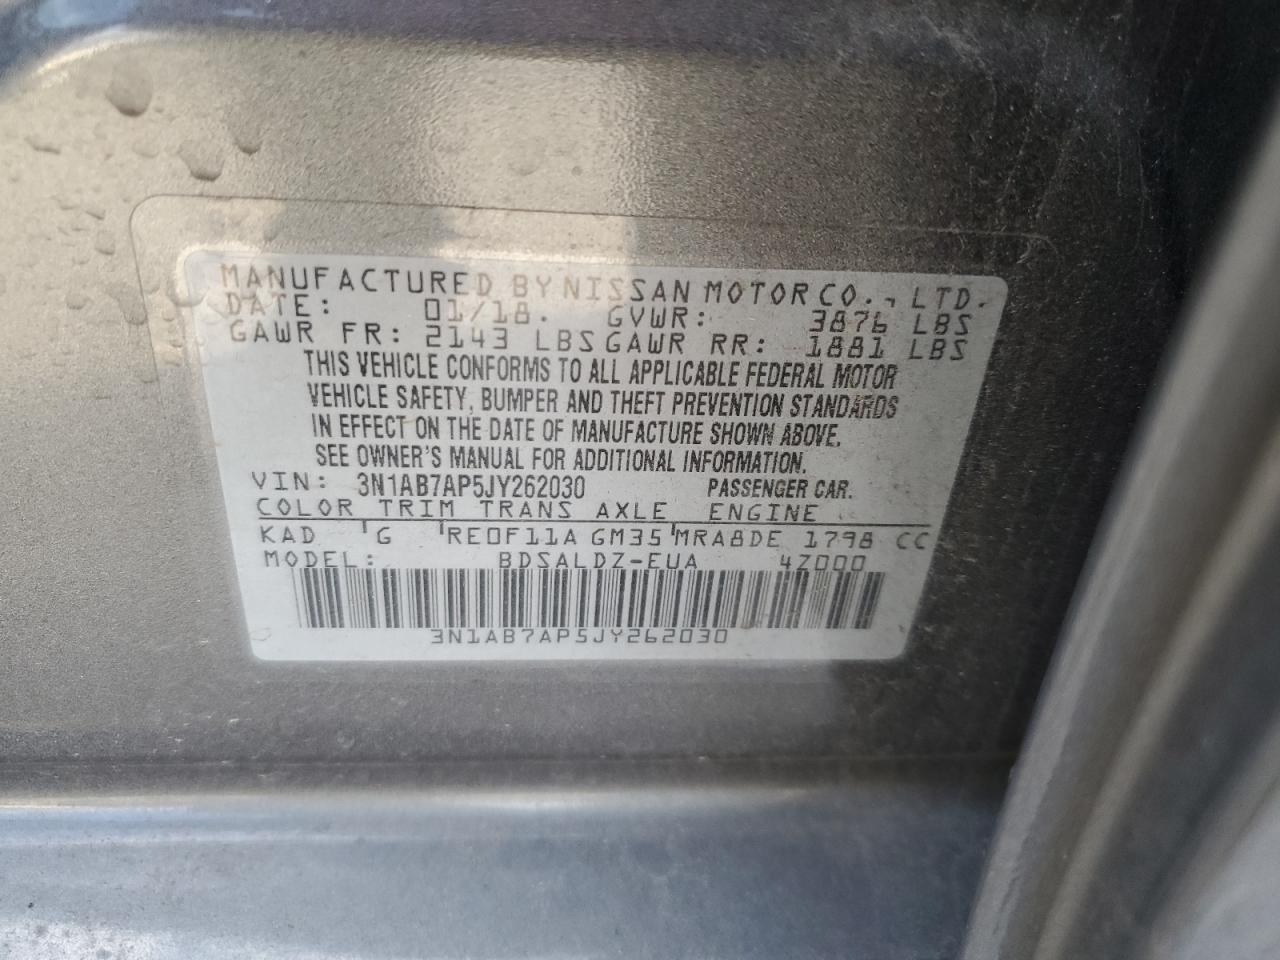 MANUFACTURED BY NISSAN MOTOR CO., LTD.
DATE: 01/18. GVWR: 3876 LBS
GAWR FR: 2143 LBS GAWR RR: 1881 LBS
THIS VEHICLE CONFORMS TO ALL APPLICABLE FEDERAL MOTOR
VEHICLE SAFETY, BUMPER AND THEFT PREVENTION STANDARDS
IN EFFECT ON THE DATE OF MANUFACTURE SHOWN ABOVE.
SEE OWNER'S MANUAL FOR ADDITIONAL INFORMATION.
VIN: 3N1AB7AP5JY262030 PASSENGER CAR.
COLOR TRIM TRANS AXLE ENGINE
KAD G RE0F11A GM35 MRA8DE 1798 CC
MODEL: BDSALDZ-EUA 4Z000
3N1AB7AP5JY262030